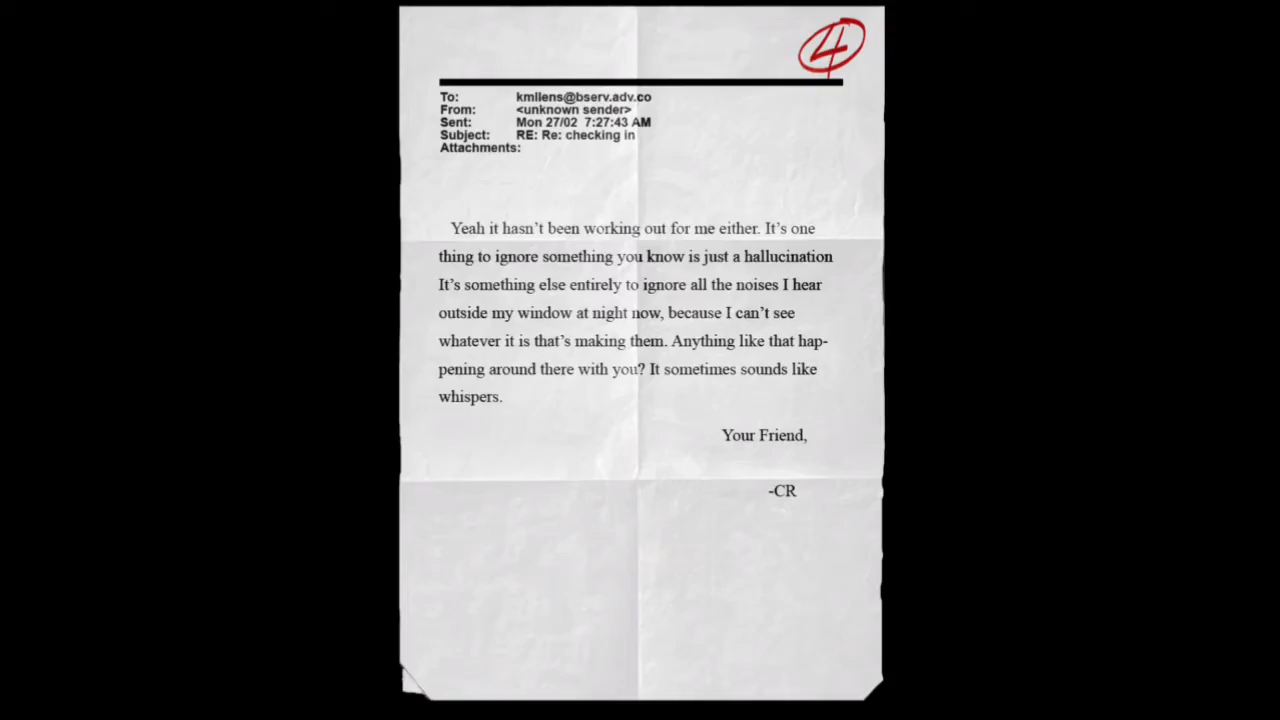 4
To: kmilens@bserv.adv.co
From: <unknown sender>
Sent: Mon 27/02 7:27:43 AM
Subject: RE: Re: checking in
Attachments:
Yeah it hasn’t been working out for me either. It’s one
thing to ignore something you know is just a hallucination
It’s something else entirely to ignore all the noises I hear
outside my window at night now, because I can’t see
whatever it is that’s making them. Anything like that hap-
pening around there with you? It sometimes sounds like
whispers.
Your Friend,
-CR